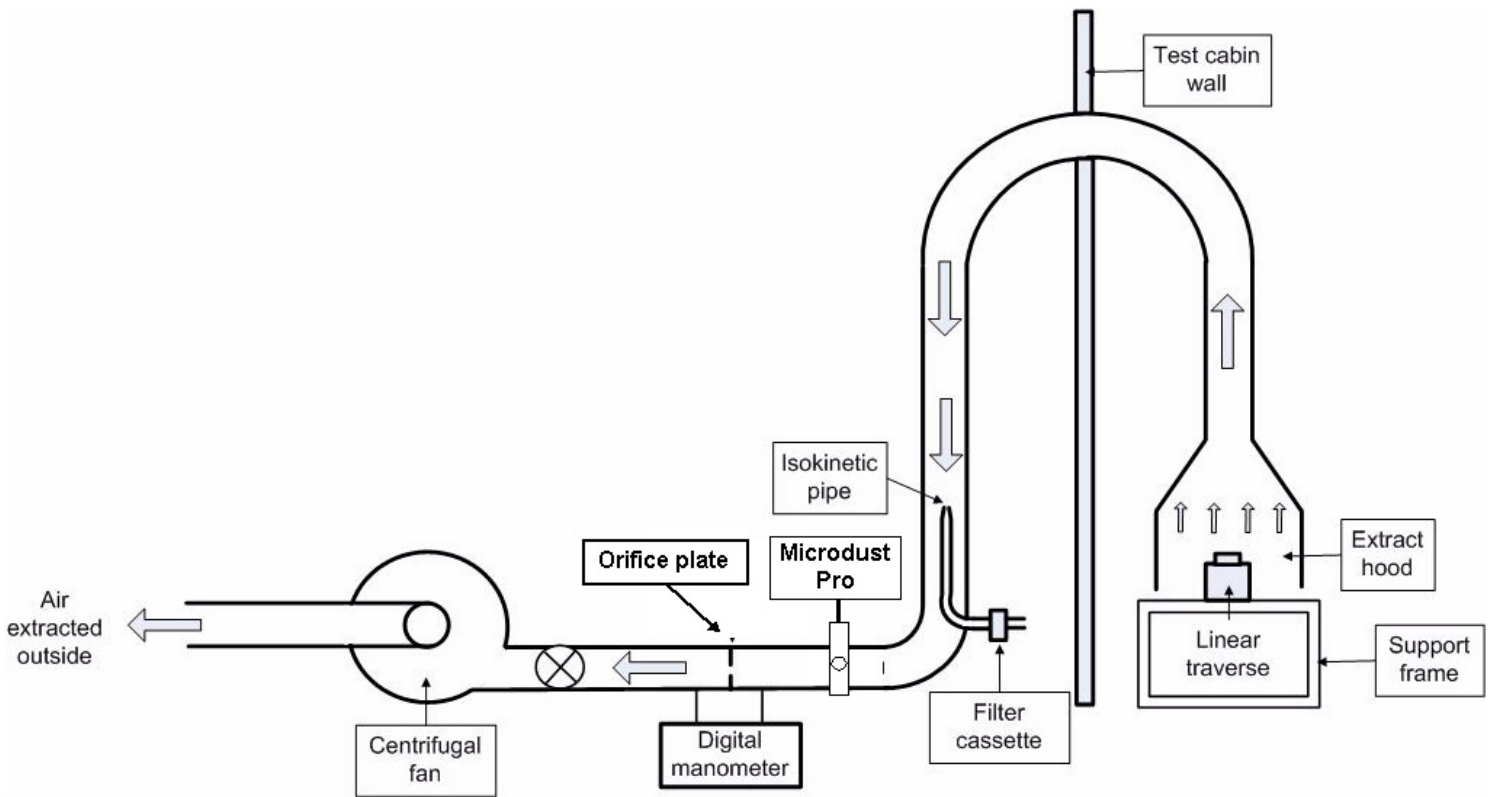 Test cabin
wall
Isokinetic
pipe
Microdust
Pro
Orifice plate
Extract
hood
Air
extracted
outside
Linear
traverse
Support
frame
Filter
cassette
Centrifugal
fan
Digital
manometer